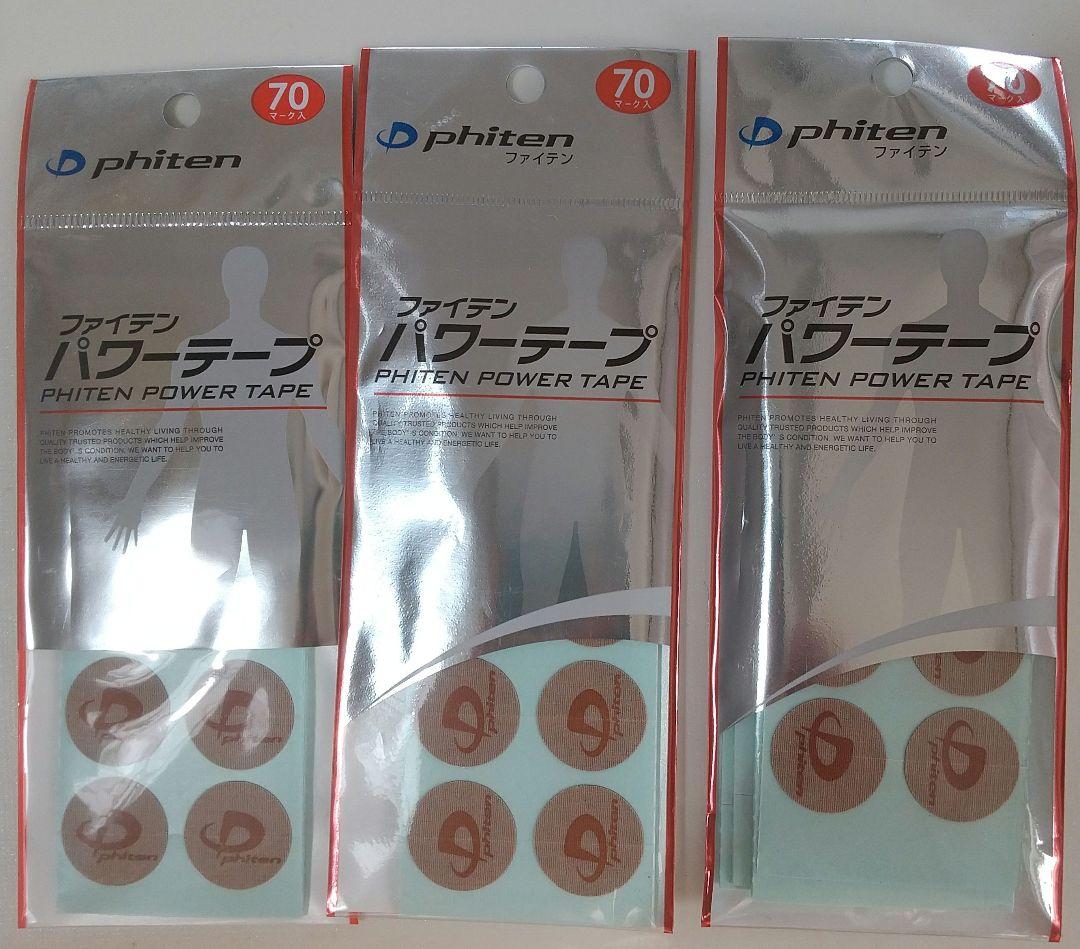 70
マーク入
phiten
ファイテン
パワーテープ
PHITEN POWER TAPE
PHITEN PROMOTES HEALTHY LIVING THROUGH
QUALITY TRUSTED PRODUCTS WHICH HELP IMPROVE
THE BODY'S CONDITION. WE WANT TO HELP YOU TO
LIVE A HEALTHY AND ENERGETIC LIFE.
phiten
phiten
phiten
phiten
70
マーク入
phiten
ファイテン
ファイテン
パワーテープ
PHITEN POWER TAPE
PHITEN PROMOTES HEALTHY LIVING THROUGH
QUALITY TRUSTED PRODUCTS WHICH HELP IMPROVE
THE BODY'S CONDITION. WE WANT TO HELP YOU TO
LIVE A HEALTHY AND ENERGETIC LIFE.
phiten
phiten
phiten
phiten
マーク入
phiten
ファイテン
ファイテン
パワーテープ
PHITEN POWER TAPE
PHITEN PROMOTES HEALTHY LIVING THROUGH
QUALITY TRUSTED PRODUCTS WHICH HELP IMPROVE
THE BODY'S CONDITION. WE WANT TO HELP YOU TO
LIVE A HEALTHY AND ENERGETIC LIFE.
phiten
phiten